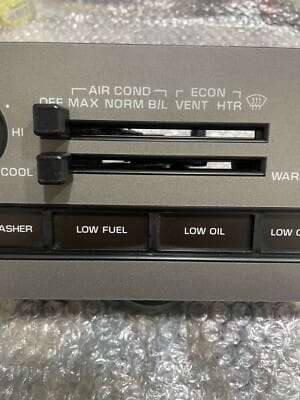 AIR COND ECON
OFF MAX NORM B/L VENT HTR
HI
COOL WAR
ASHER LOW FUEL LOW OIL LOW C